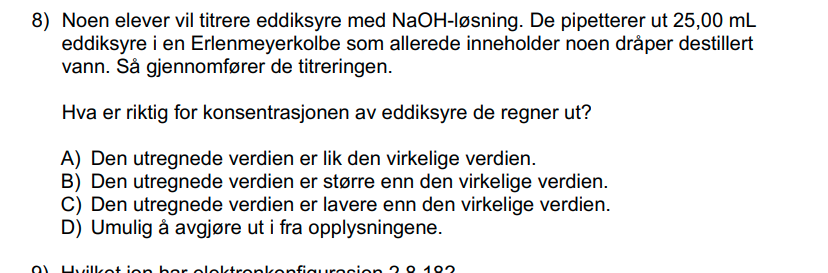 8) Noen elever vil titrere eddiksyre med NaOH-løsning. De pipetterer ut 25,00 mL
eddiksyre i en Erlenmeyerkolbe som allerede inneholder noen dråper destillert
vann. Så gjennomfører de titreringen.
Hva er riktig for konsentrasjonen av eddiksyre de regner ut?
A) Den utregnede verdien er lik den virkelige verdien.
B) Den utregnede verdien er større enn den virkelige verdien.
C) Den utregnede verdien er lavere enn den virkelige verdien.
D) Umulig å avgjøre ut i fra opplysningene.
9) Hvilket ion har elektronkonfigurasjon 2,8,18?